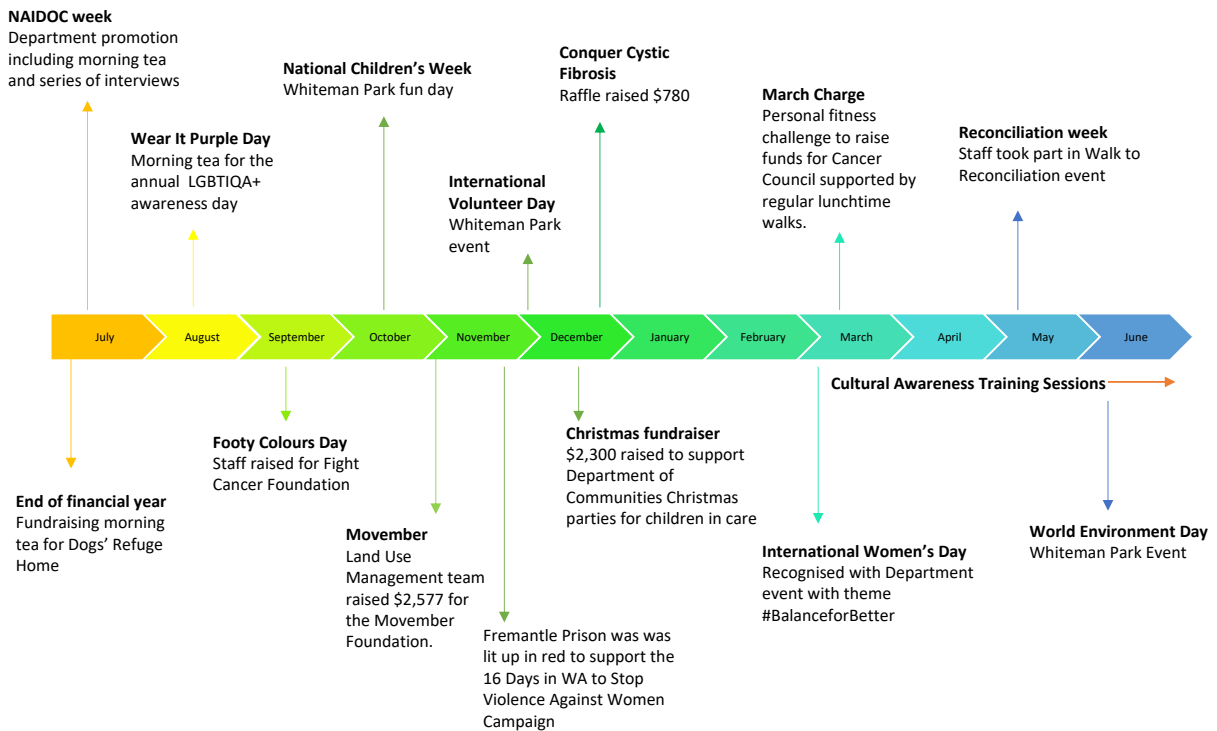 NAIDOC week
Department promotion
including morning tea
and series of interviews
Wear It Purple Day
Morning tea for the
annual LGBTIQA+
awareness day
National Children's Week
Whiteman Park fun day
International
Volunteer Day
Whiteman Park
event
Conquer Cystic
Fibrosis
Raffle raised $780
March Charge
Personal fitness
challenge to raise
funds for Cancer
Council supported by
regular lunchtime
walks.
Reconciliation week
Staff took part in Walk to
Reconciliation event
July
August
September
October
November
December
January
February
March
April
May
June
Cultural Awareness Training Sessions
End of financial year
Fundraising morning
tea for Dogs' Refuge
Home
Footy Colours Day
Staff raised for Fight
Cancer Foundation
Movember
Land Use
Management team
raised $2,577 for
the Movember
Foundation.
Fremantle Prison was was
lit up in red to support the
16 Days in WA to Stop
Violence Against Women
Campaign
Christmas fundraiser
$2,300 raised to support
Department of
Communities Christmas
parties for children in care
International Women's Day
Recognised with Department
event with theme
#BalanceforBetter
World Environment Day
Whiteman Park Event